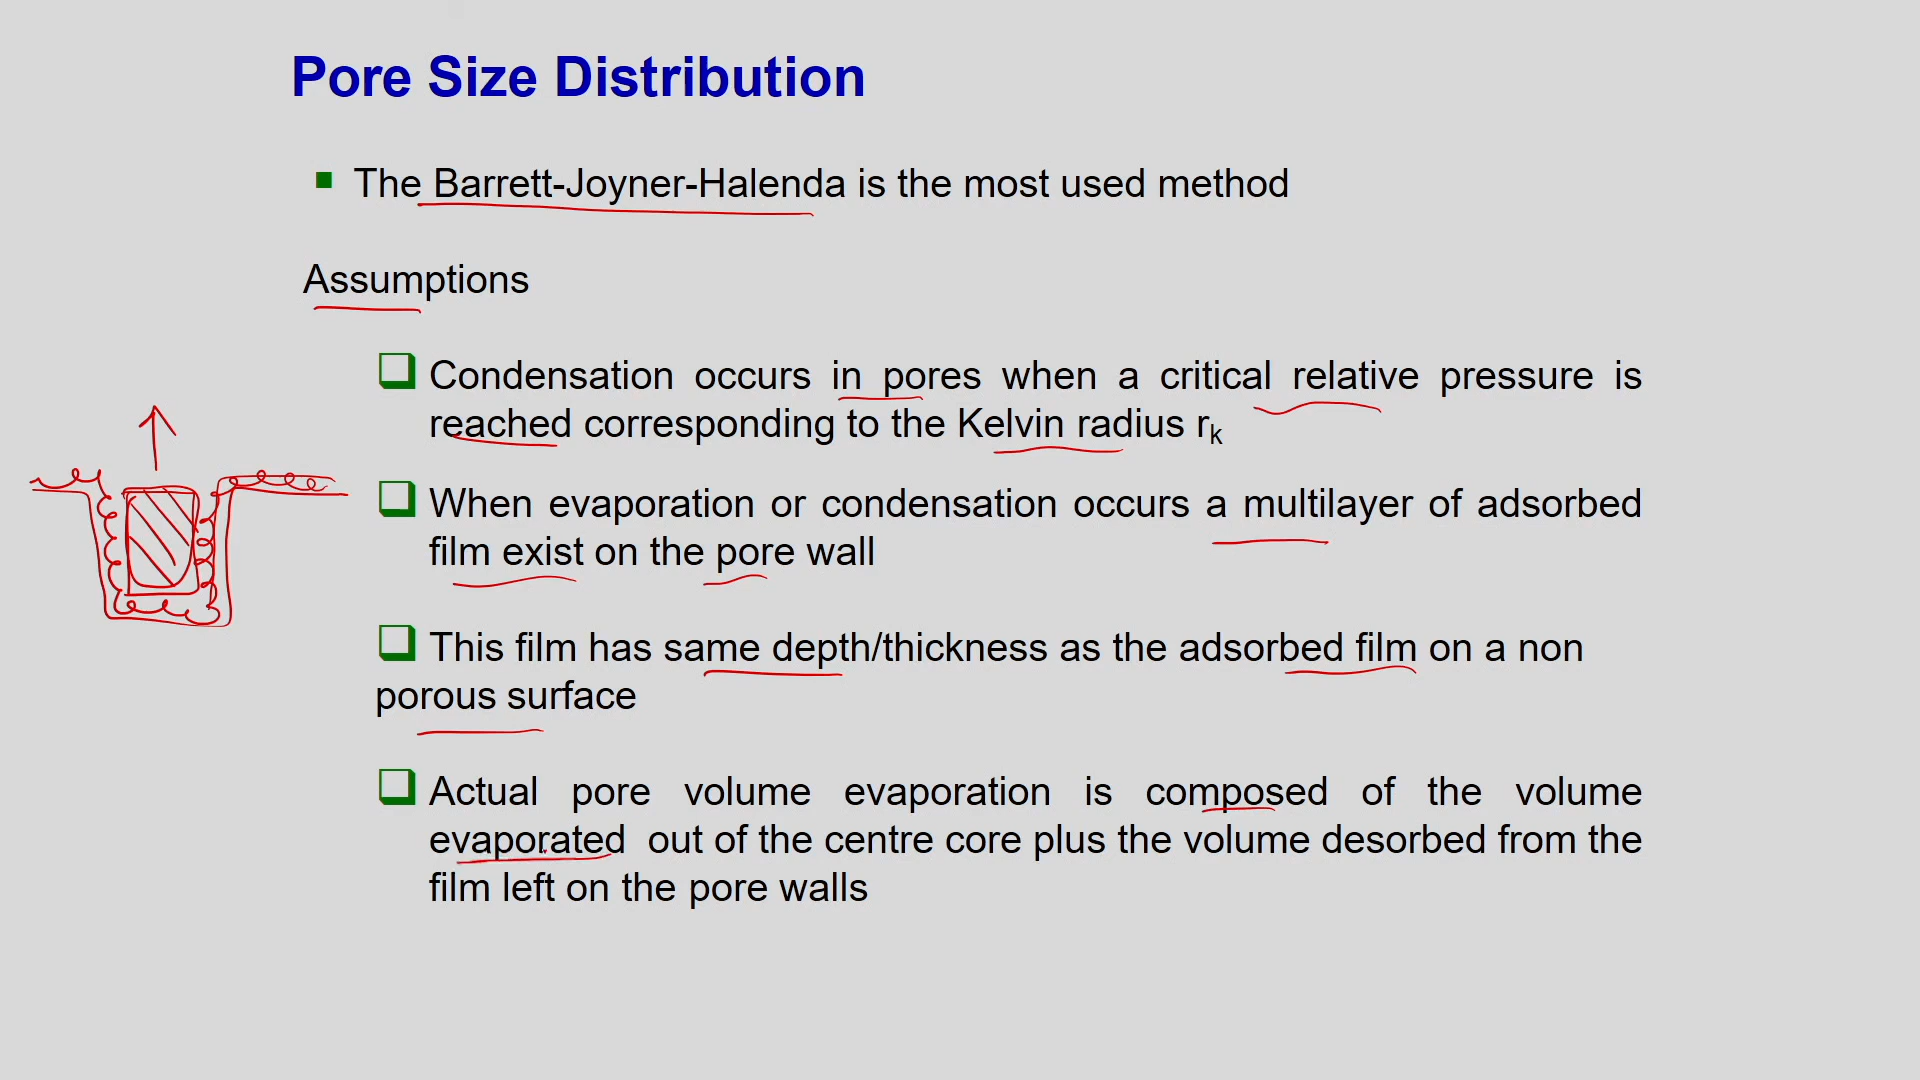 Pore Size Distribution
The Barrett-Joyner-Halenda is the most used method
Assumptions
Condensation occurs in pores when a critical relative pressure is
reached corresponding to the Kelvin radius rk
When evaporation or condensation occurs a multilayer of adsorbed
film exist on the pore wall
This film has same depth/thickness as the adsorbed film on a non
porous surface
Actual pore volume evaporation is composed of the volume
evaporated out of the centre core plus the volume desorbed from the
film left on the pore walls